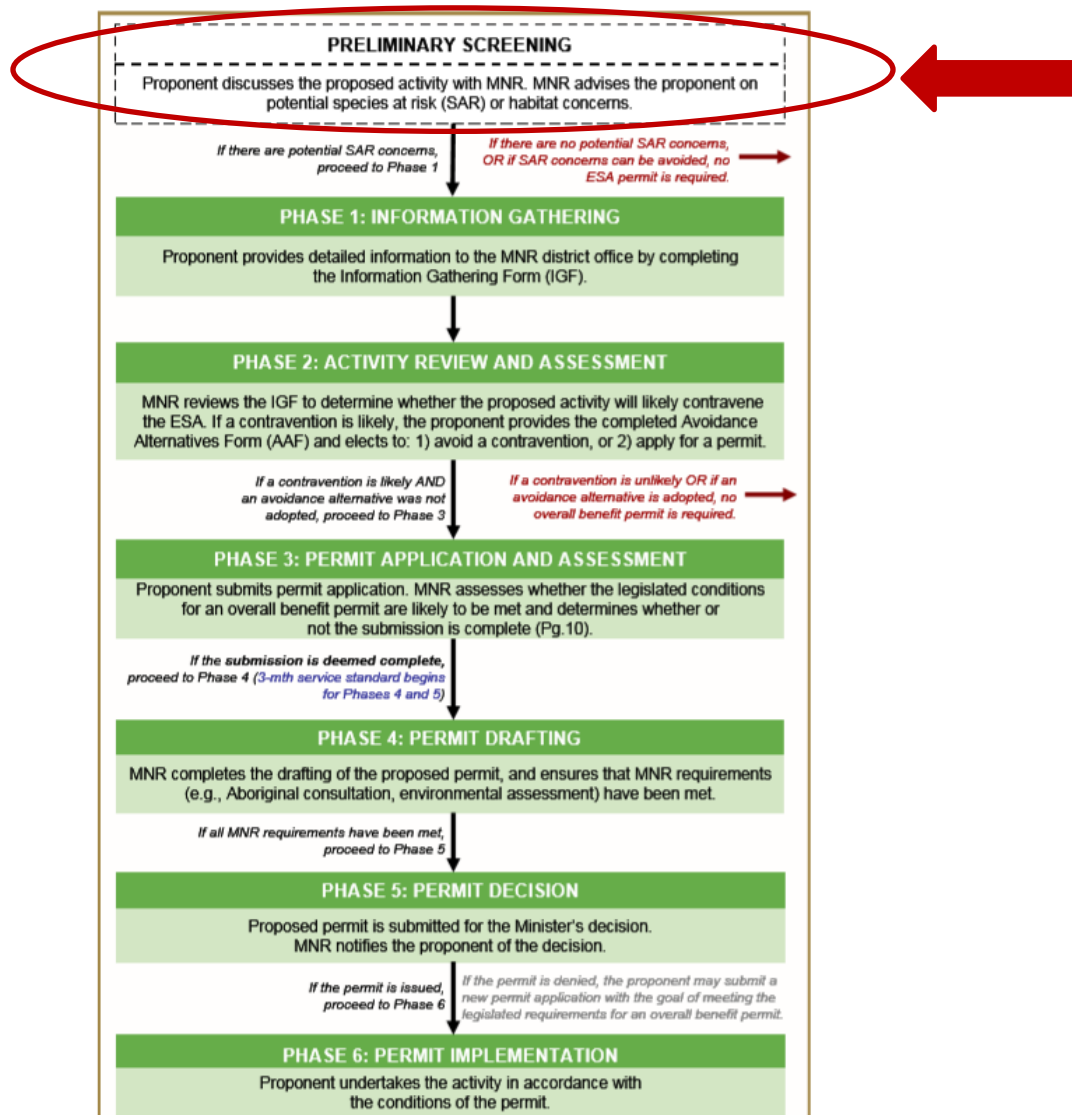 PRELIMINARY SCREENING
Proponent discusses the proposed activity with MNR. MNR advises the proponent on
potential species at risk (SAR) or habitat concerns.
If there are potential SAR concerns,
proceed to Phase 1
If there are no potential SAR concerns,
OR if SAR concerns can be avoided, no
ESA permit is required.
PHASE 1: INFORMATION GATHERING
Proponent provides detailed information to the MNR district office by completing
the Information Gathering Form (IGF).
PHASE 2: ACTIVITY REVIEW AND ASSESSMENT
MNR reviews the IGF to determine whether the proposed activity will likely contravene
the ESA. If a contravention is likely, the proponent provides the completed Avoidance
Alternatives Form (AAF) and elects to: 1) avoid a contravention, or 2) apply for a permit.
If a contravention is likely AND
an avoidance alternative was not
adopted, proceed to Phase 3
If a contravention is unlikely OR if an
avoidance alternative is adopted, no
overall benefit permit is required.
PHASE 3: PERMIT APPLICATION AND ASSESSMENT
Proponent submits permit application. MNR assesses whether the legislated conditions
for an overall benefit permit are likely to be met and determines whether or
not the submission is complete (Pg.10).
If the submission is deemed complete,
proceed to Phase 4 (3-mth service standard begins
for Phases 4 and 5)
PHASE 4: PERMIT DRAFTING
MNR completes the drafting of the proposed permit, and ensures that MNR requirements
(e.g., Aboriginal consultation, environmental assessment) have been met.
If all MNR requirements have been met,
proceed to Phase 5
PHASE 5: PERMIT DECISION
Proposed permit is submitted for the Minister's decision.
MNR notifies the proponent of the decision.
If the permit is issued,
proceed to Phase 6
If the permit is denied, the proponent may submit a
new permit application with the goal of meeting the
legislated requirements for an overall benefit permit.
PHASE 6: PERMIT IMPLEMENTATION
Proponent undertakes the activity in accordance with
the conditions of the permit.